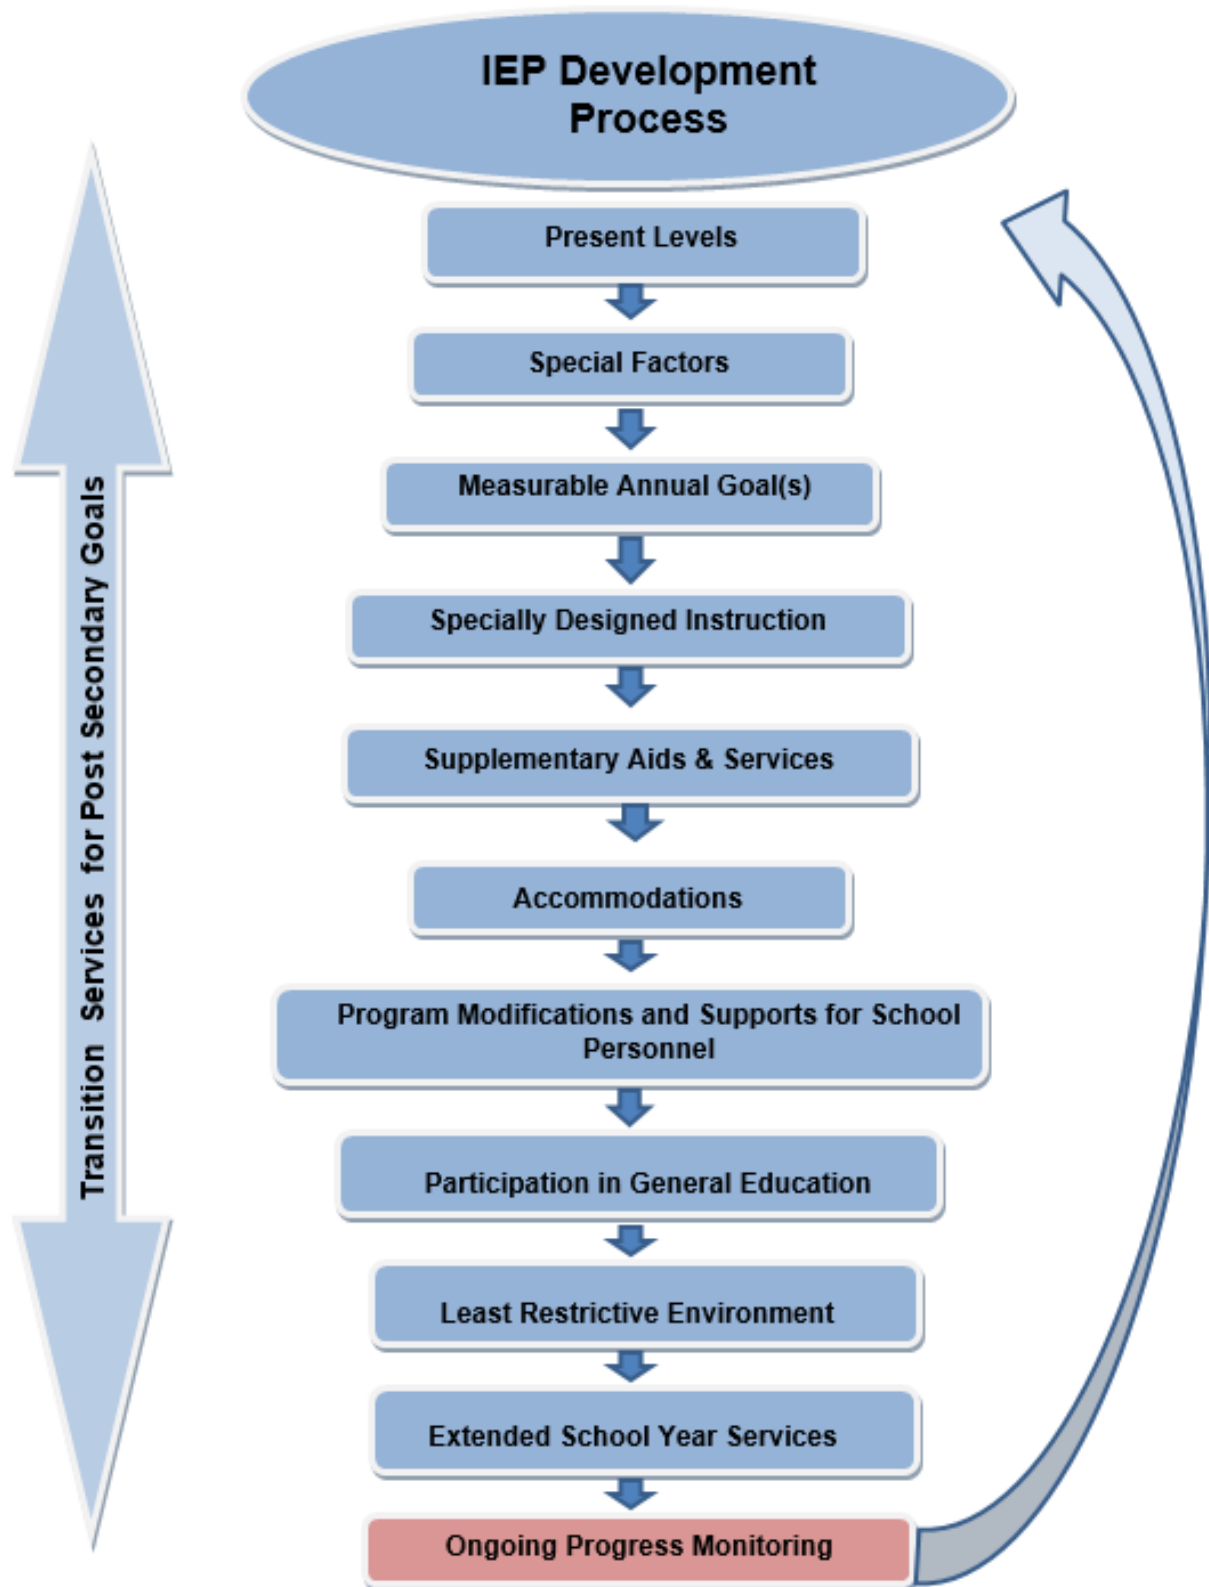 IEP Development
Process
Present Levels
Special Factors
Measurable Annual Goal(s)
Specially Designed Instruction
Supplementary Aids & Services
Accommodations
Program Modifications and Supports for School
Personnel
Participation in General Education
Least Restrictive Environment
Extended School Year Services
Ongoing Progress Monitoring
Transition Services for Post Secondary Goals